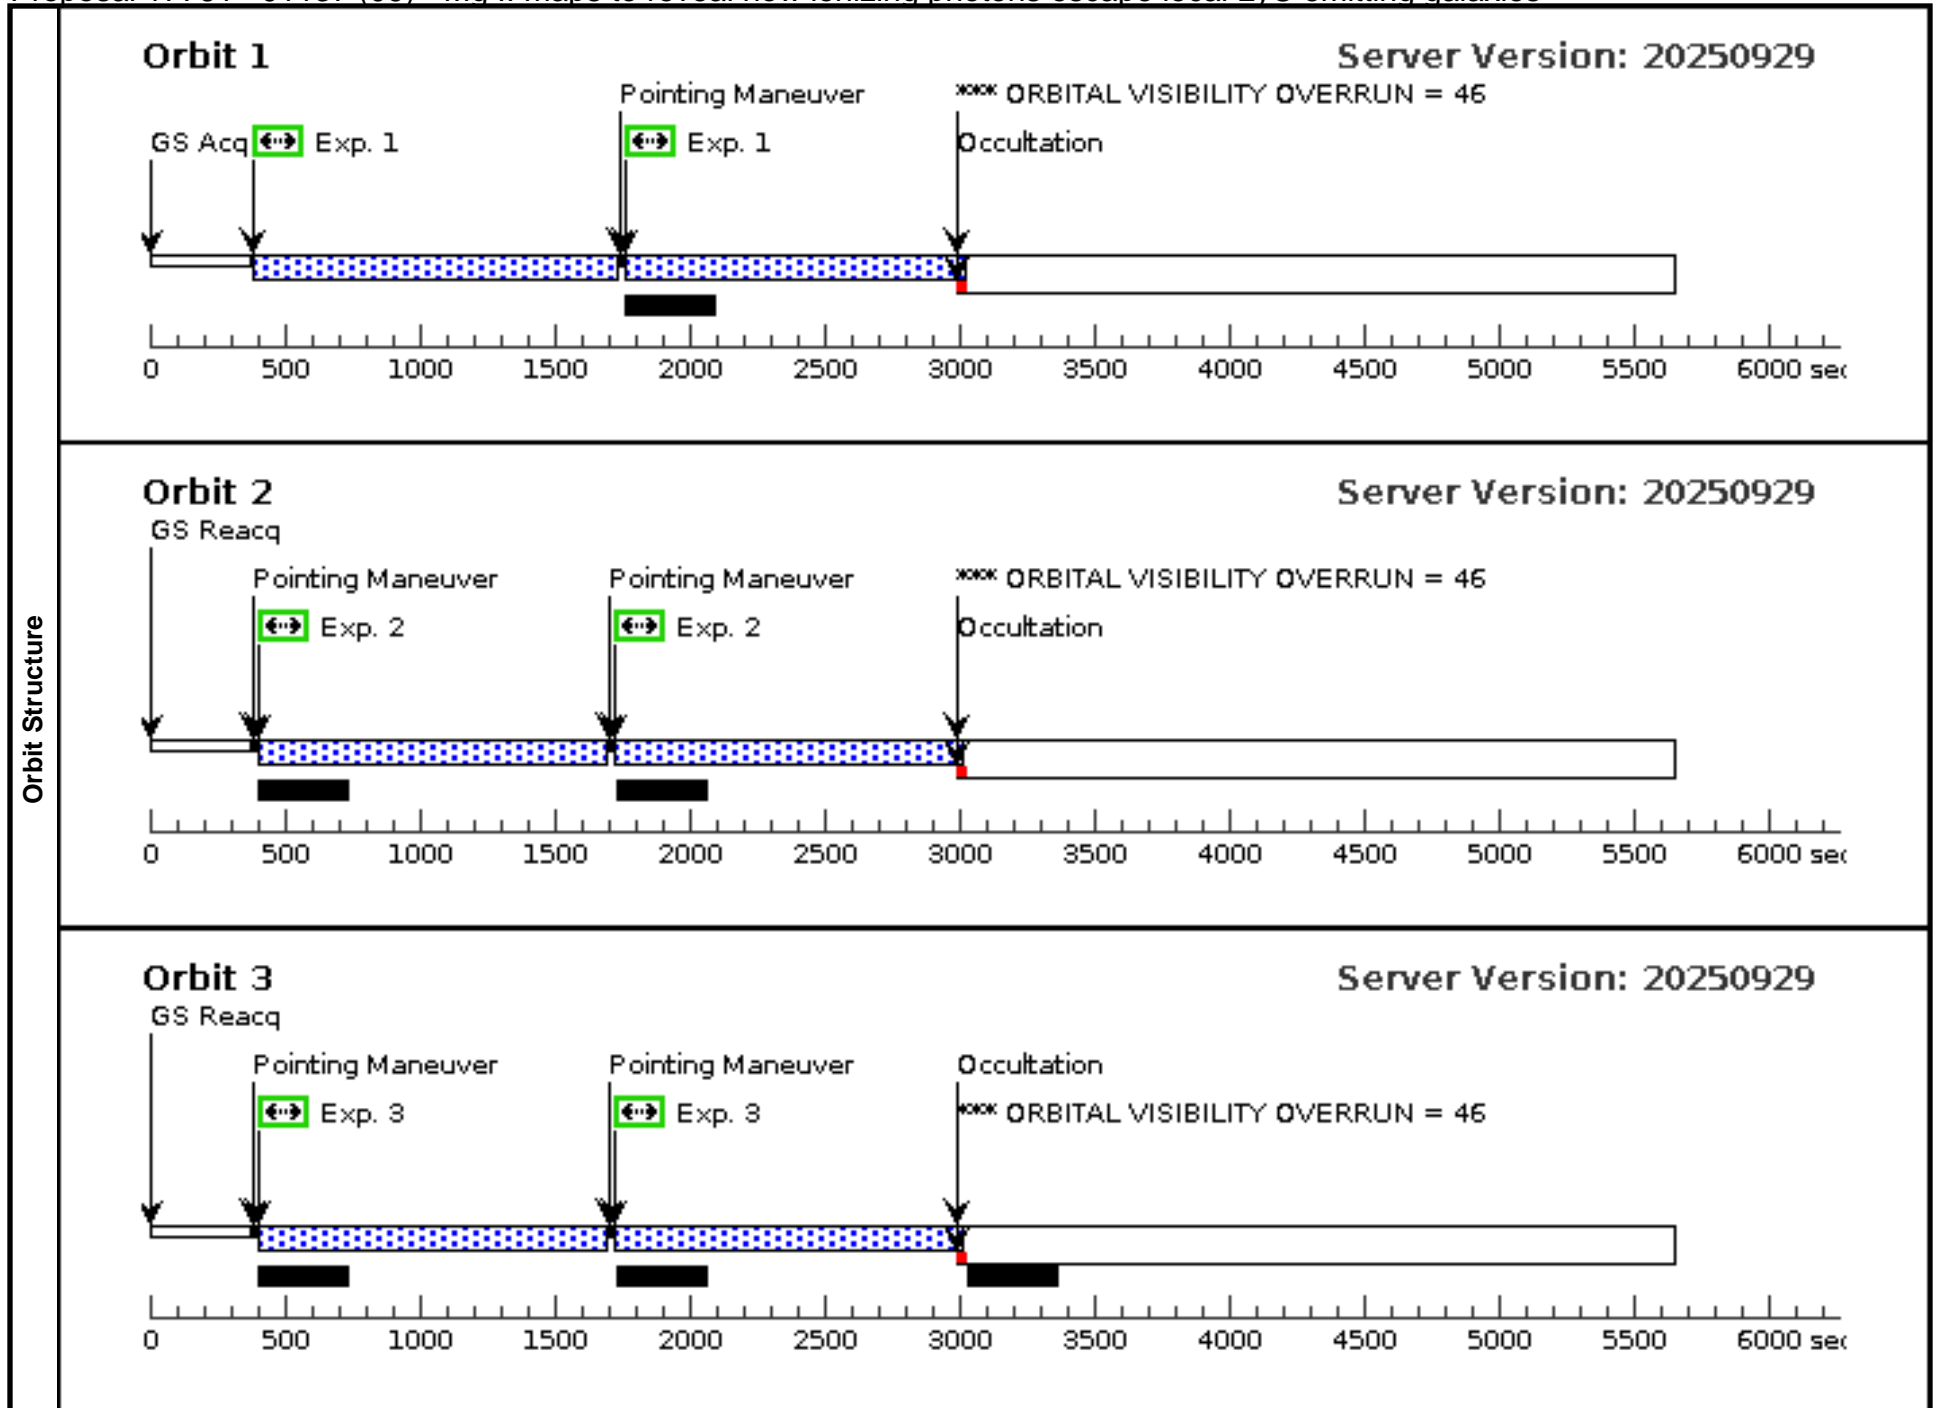 Orbit Structure
Orbit 1
Server Version: 20250929
Pointing Maneuver
*** ORBITAL VISIBILITY OVERRUN = 46
GS Acq
Exp. 1
Exp. 1
Occultation
0 500 1000 1500 2000 2500 3000 3500 4000 4500 5000 5500 6000 sec
Orbit 2
Server Version: 20250929
GS Reacq
Pointing Maneuver
Pointing Maneuver
*** ORBITAL VISIBILITY OVERRUN = 46
Exp. 2
Exp. 2
Occultation
0 500 1000 1500 2000 2500 3000 3500 4000 4500 5000 5500 6000 sec
Orbit 3
Server Version: 20250929
GS Reacq
Pointing Maneuver
Pointing Maneuver
Occultation
Exp. 3
Exp. 3
*** ORBITAL VISIBILITY OVERRUN = 46
0 500 1000 1500 2000 2500 3000 3500 4000 4500 5000 5500 6000 sec